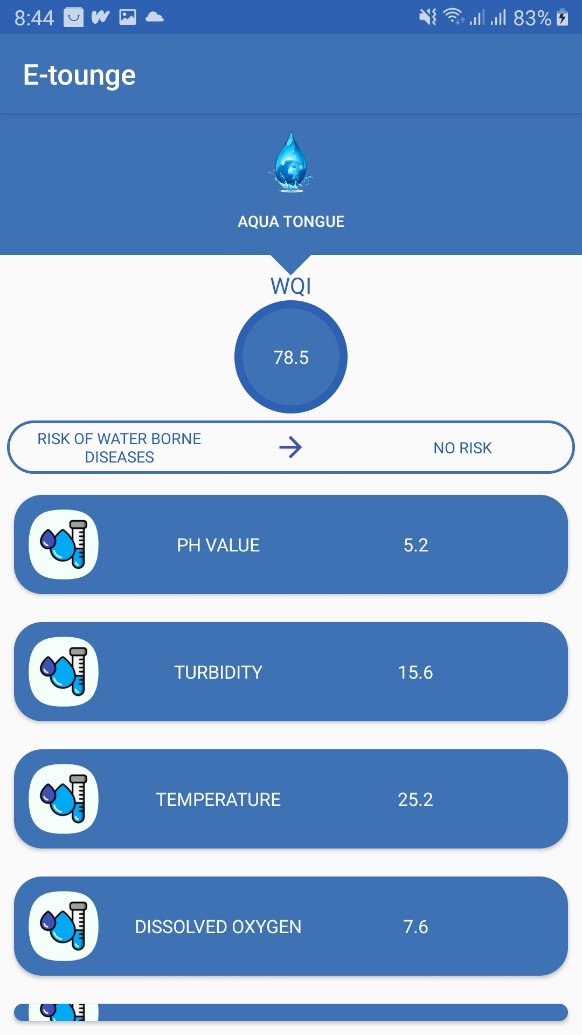 8:44 83%
E-tounge
AQUA TONGUE
WQI
78.5
RISK OF WATER BORNE
DISEASES
NO RISK
PH VALUE 5.2
TURBIDITY 15.6
TEMPERATURE 25.2
DISSOLVED OXYGEN 7.6